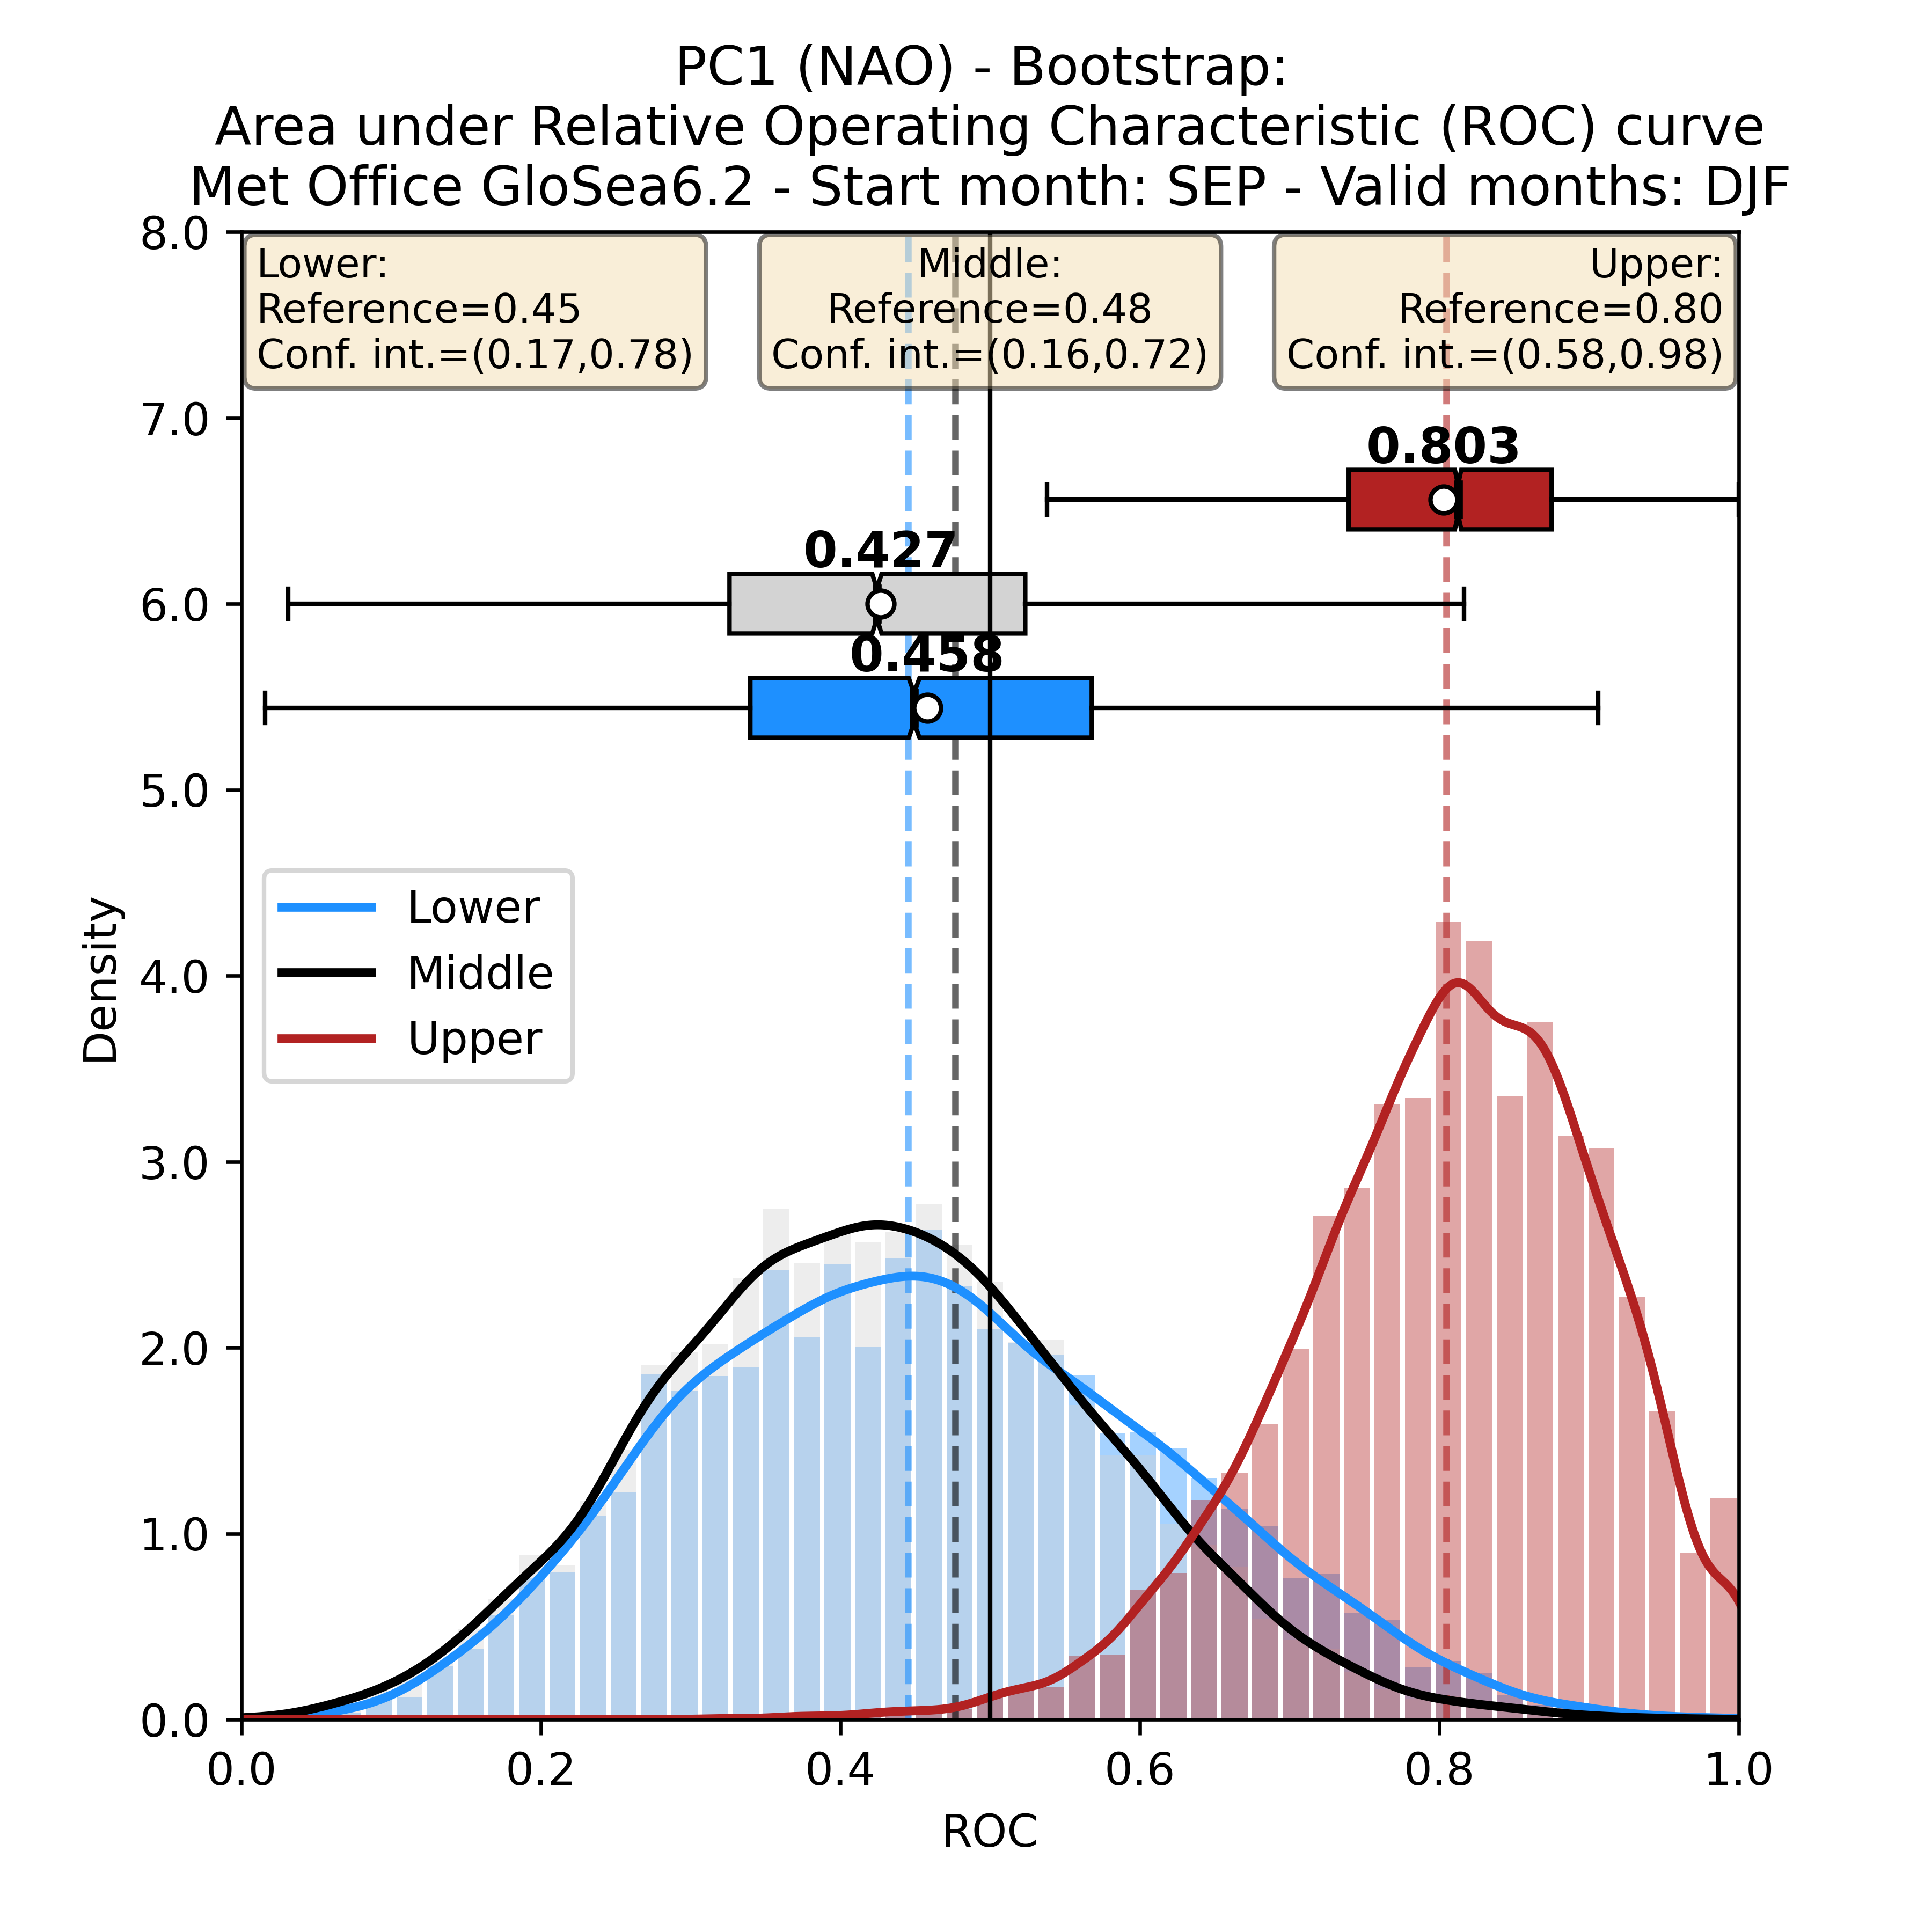 PC1 (NAO) - Bootstrap:
Area under Relative Operating Characteristic (ROC) curve
Met Office GloSea6.2 - Start month: SEP - Valid months: DJF
Lower:
Reference=0.45
Conf. int.=(0.17,0.78)
Middle:
Reference=0.48
Conf. int.=(0.16,0.72)
Upper:
Reference=0.80
Conf. int.=(0.58,0.98)
0.803
0.427
0.458
Lower
Middle
Upper
Density
8.0
7.0
6.0
5.0
4.0
3.0
2.0
1.0
0.0
0.0 0.2 0.4 0.6 0.8 1.0
ROC